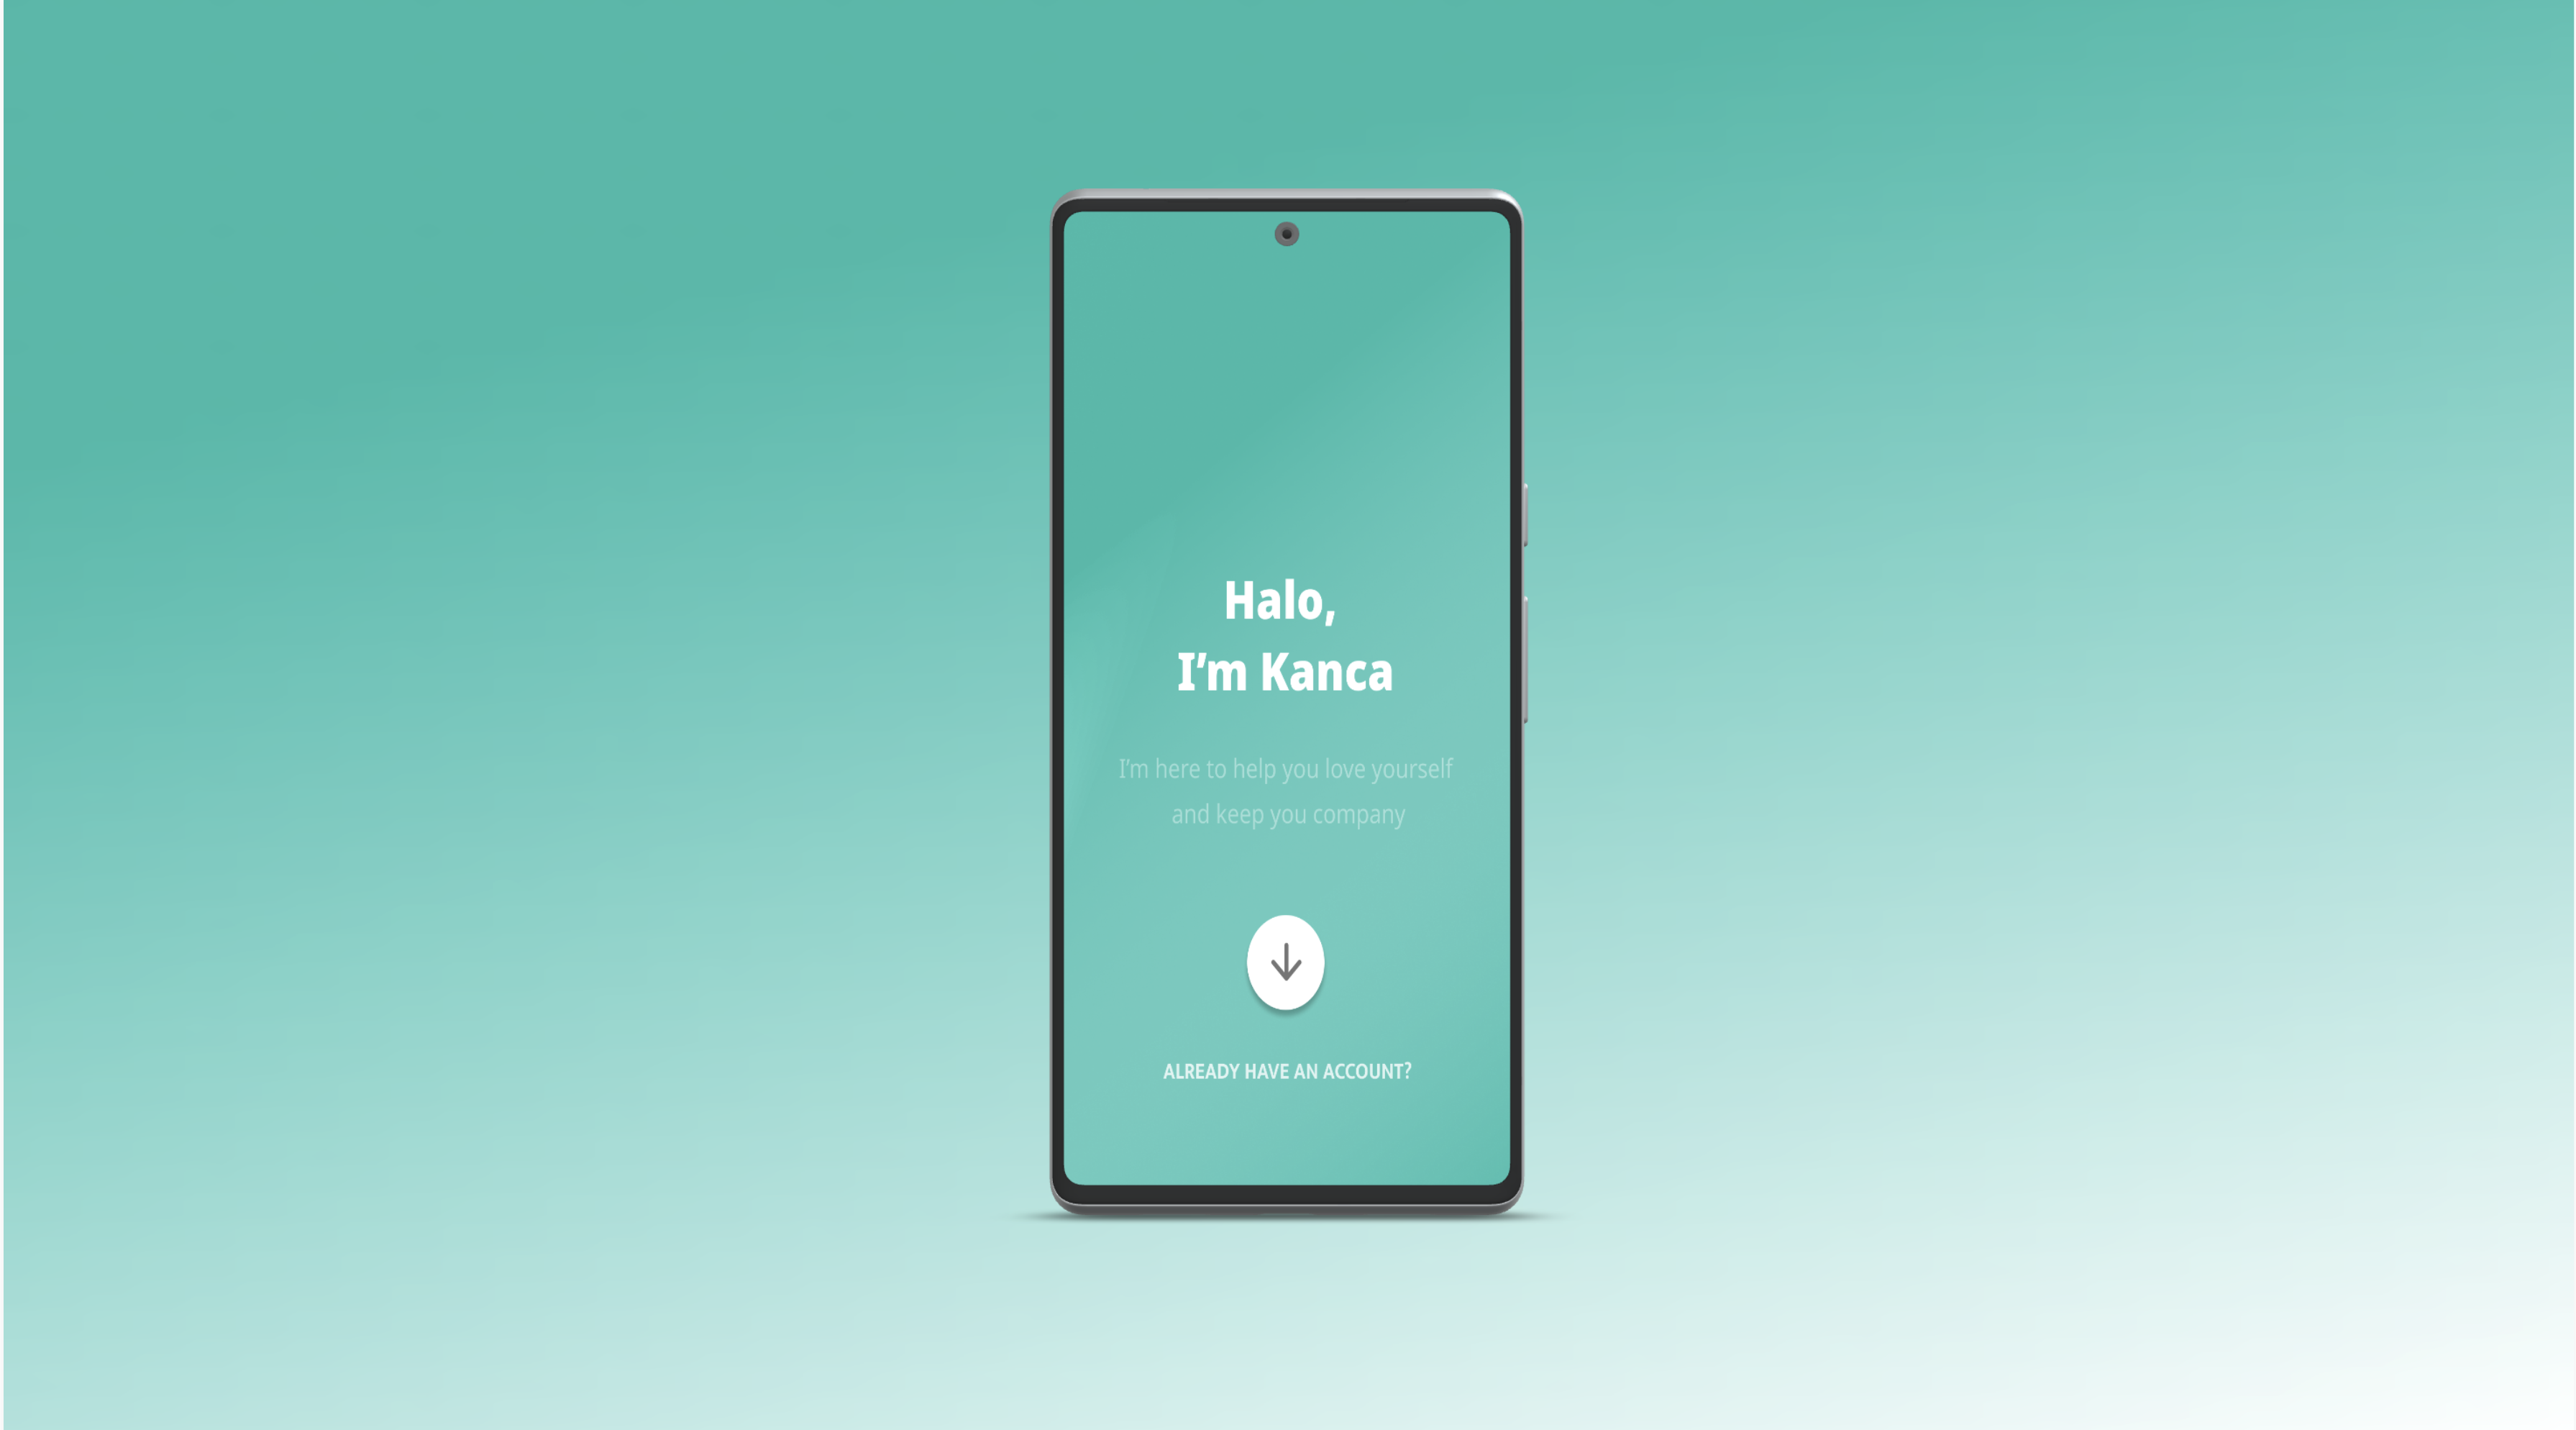 Halo,
I’m Kanca
I’m here to help you love yourself
and keep you company
ALREADY HAVE AN ACCOUNT?